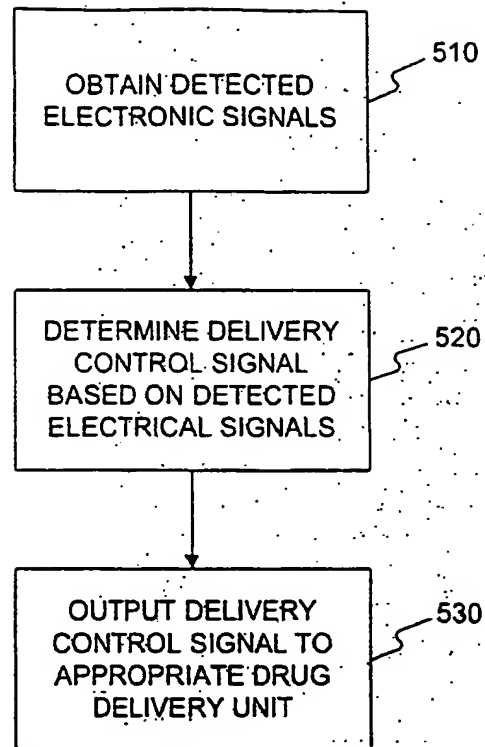 OBTAIN DETECTED
ELECTRONIC SIGNALS
510
DETERMINE DELIVERY
CONTROL SIGNAL
BASED ON DETECTED
ELECTRICAL SIGNALS
520
OUTPUT DELIVERY
CONTROL SIGNAL TO
APPROPRIATE DRUG
DELIVERY UNIT
530